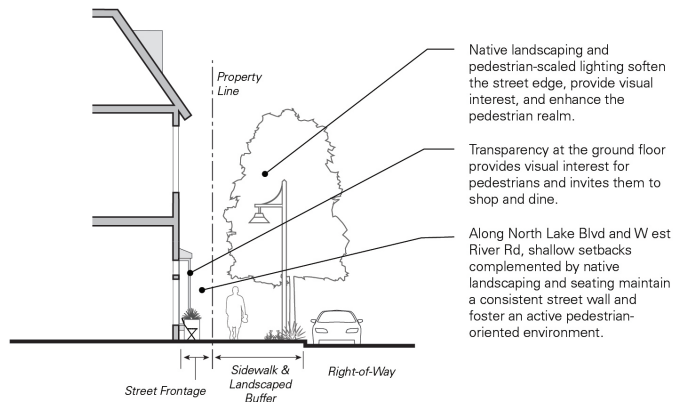 Property
Line
Native landscaping and
pedestrian-scaled lighting soften
the street edge, provide visual
interest, and enhance the
pedestrian realm.
Transparency at the ground floor
provides visual interest for
pedestrians and invites them to
shop and dine.
Along North Lake Blvd and W est
River Rd, shallow setbacks
complemented by native
landscaping and seating maintain
a consistent street wall and
foster an active pedestrian-
oriented environment.
Street Frontage
Sidewalk &
Landscaped
Buffer
Right-of-Way